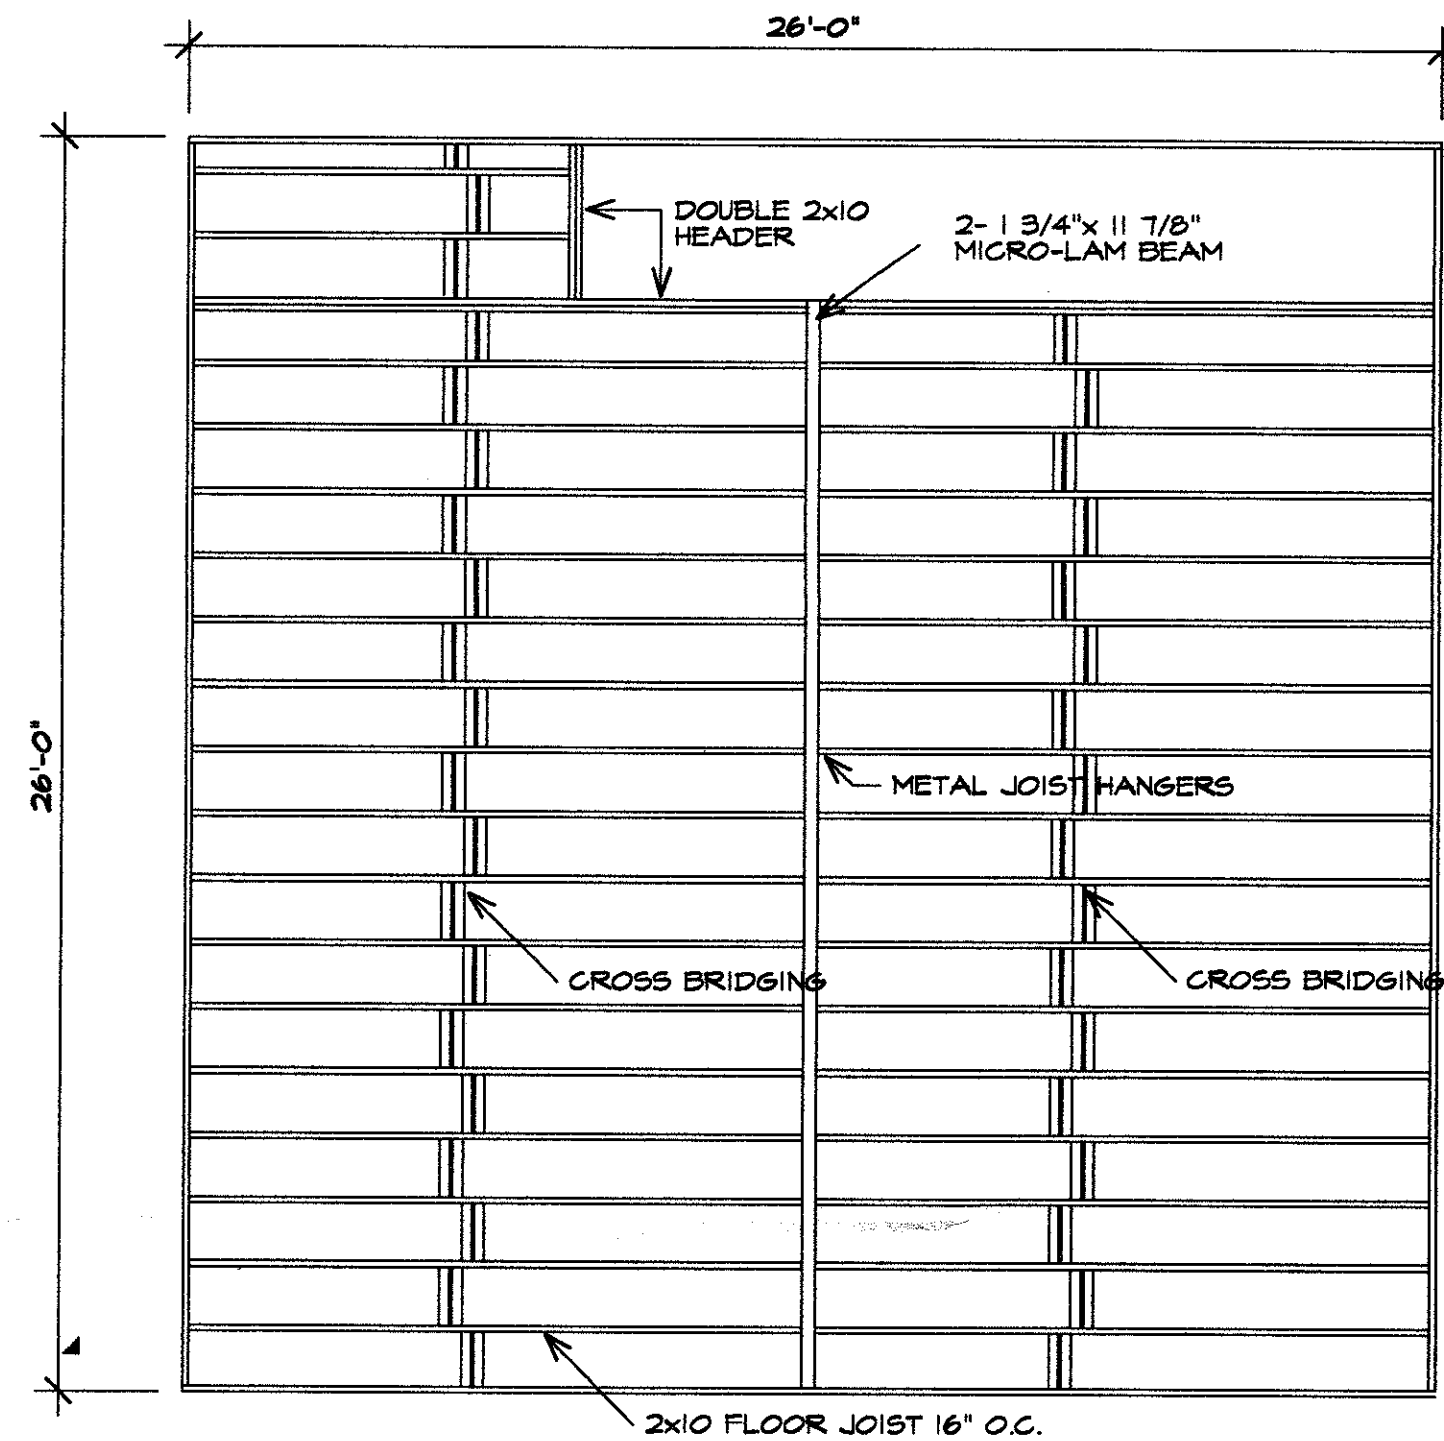 26'-0"
DOUBLE 2x10
HEADER
2- 1 3/4"x 11 7/8"
MICRO-LAM BEAM
26'-0"
METAL JOIST HANGERS
CROSS BRIDGING
CROSS BRIDGING
2x10 FLOOR JOIST 16" O.C.